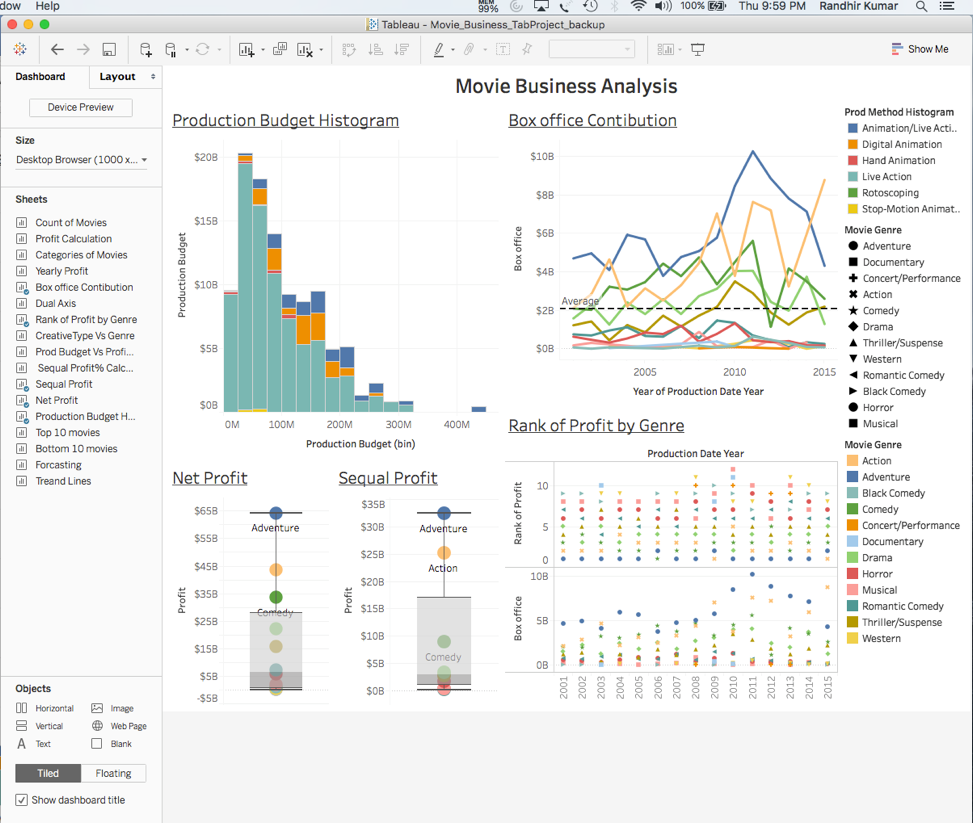 dow Help
MEM 99% 100% Thu 9:59 PM Randhir Kumar
Tableau - Movie_Business_TabProject_backup
Show Me
Dashboard Layout
Device Preview
Size
Desktop Browser (1000 x...
Sheets
Count of Movies
Profit Calculation
Categories of Movies
Yearly Profit
Box office Contibution
Dual Axis
Rank of Profit by Genre
CreativeType Vs Genre
Prod Budget Vs Profi...
Sequal Profit% Calc...
Sequal Profit
Net Profit
Production Budget H...
Top 10 movies
Bottom 10 movies
Forcasting
Treand Lines
Objects
Horizontal Image
Vertical Web Page
Text Blank
Tiled Floating
Show dashboard title
Movie Business Analysis
Production Budget Histogram
Production Budget
$20B
$15B
$10B
$5B
$0B
0M 100M 200M 300M 400M
Production Budget (bin)
Box office Contibution
Box office
$10B
$8B
$6B
$4B
$2B
$0B
Average
2005 2010 2015
Year of Production Date Year
Net Profit
Profit
$65B
$55B
$45B
$35B
$25B
$15B
$5B
-$5B
Adventure
Comedy
Sequal Profit
Profit
$35B
$30B
$25B
$20B
$15B
$10B
$5B
$0B
Adventure
Action
Comedy
Rank of Profit by Genre
Production Date Year
Rank of Profit
10
5
0
Box office
10B
5B
0B
2001 2002 2003 2004 2005 2006 2007 2008 2009 2010 2011 2012 2013 2014 2015
Prod Method Histogram
Animation/Live Acti..
Digital Animation
Hand Animation
Live Action
Rotoscoping
Stop-Motion Animat..
Movie Genre
Adventure
Documentary
Concert/Performance
Action
Comedy
Drama
Thriller/Suspense
Western
Romantic Comedy
Black Comedy
Horror
Musical
Movie Genre
Action
Adventure
Black Comedy
Comedy
Concert/Performance
Documentary
Drama
Horror
Musical
Romantic Comedy
Thriller/Suspense
Western